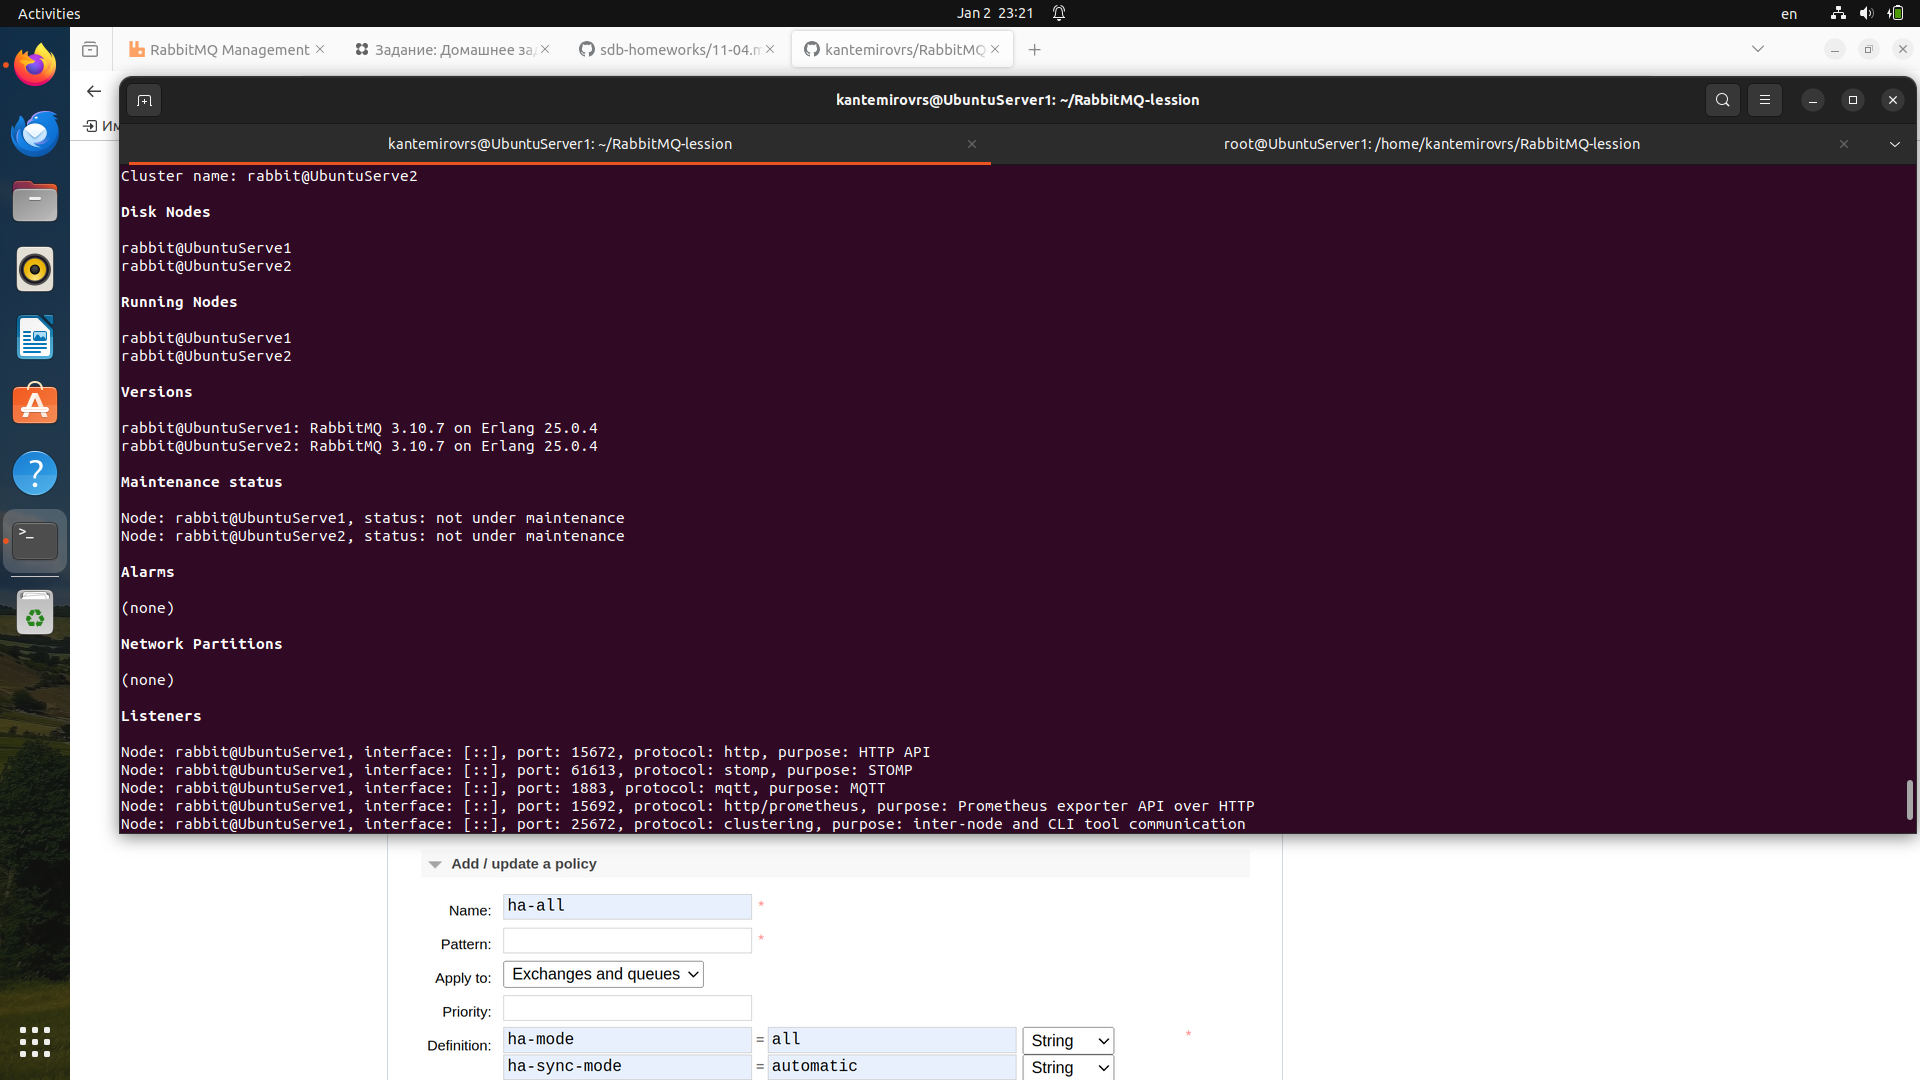 Activities
Jan 2 23:21
en
RabbitMQ Management
Задание: Домашнее за
sdb-homeworks/11-04.m
kantemirovrs/RabbitMQ
kantemirovrs@UbuntuServer1: ~/RabbitMQ-lession
Им
kantemirovrs@UbuntuServer1: ~/RabbitMQ-lession
root@UbuntuServer1: /home/kantemirovrs/RabbitMQ-lession
Cluster name: rabbit@UbuntuServe2
Disk Nodes
rabbit@UbuntuServe1
rabbit@UbuntuServe2
Running Nodes
rabbit@UbuntuServe1
rabbit@UbuntuServe2
Versions
rabbit@UbuntuServe1: RabbitMQ 3.10.7 on Erlang 25.0.4
rabbit@UbuntuServe2: RabbitMQ 3.10.7 on Erlang 25.0.4
Maintenance status
Node: rabbit@UbuntuServe1, status: not under maintenance
Node: rabbit@UbuntuServe2, status: not under maintenance
Alarms
(none)
Network Partitions
(none)
Listeners
Node: rabbit@UbuntuServe1, interface: [::], port: 15672, protocol: http, purpose: HTTP API
Node: rabbit@UbuntuServe1, interface: [::], port: 61613, protocol: stomp, purpose: STOMP
Node: rabbit@UbuntuServe1, interface: [::], port: 1883, protocol: mqtt, purpose: MQTT
Node: rabbit@UbuntuServe1, interface: [::], port: 15692, protocol: http/prometheus, purpose: Prometheus exporter API over HTTP
Node: rabbit@UbuntuServe1, interface: [::], port: 25672, protocol: clustering, purpose: inter-node and CLI tool communication
Add / update a policy
Name: ha-all *
Pattern: *
Apply to: Exchanges and queues
Priority:
Definition: ha-mode = all String *
ha-sync-mode = automatic String